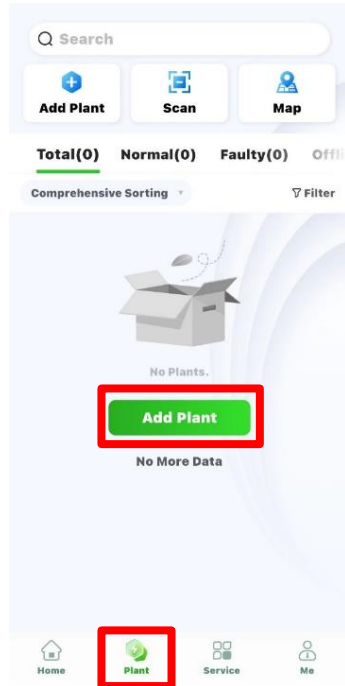 Search
Add Plant Scan Map
Total(0) Normal(0) Faulty(0) Offli
Comprehensive Sorting Filter
No Plants.
Add Plant
No More Data
Home Plant Service Me